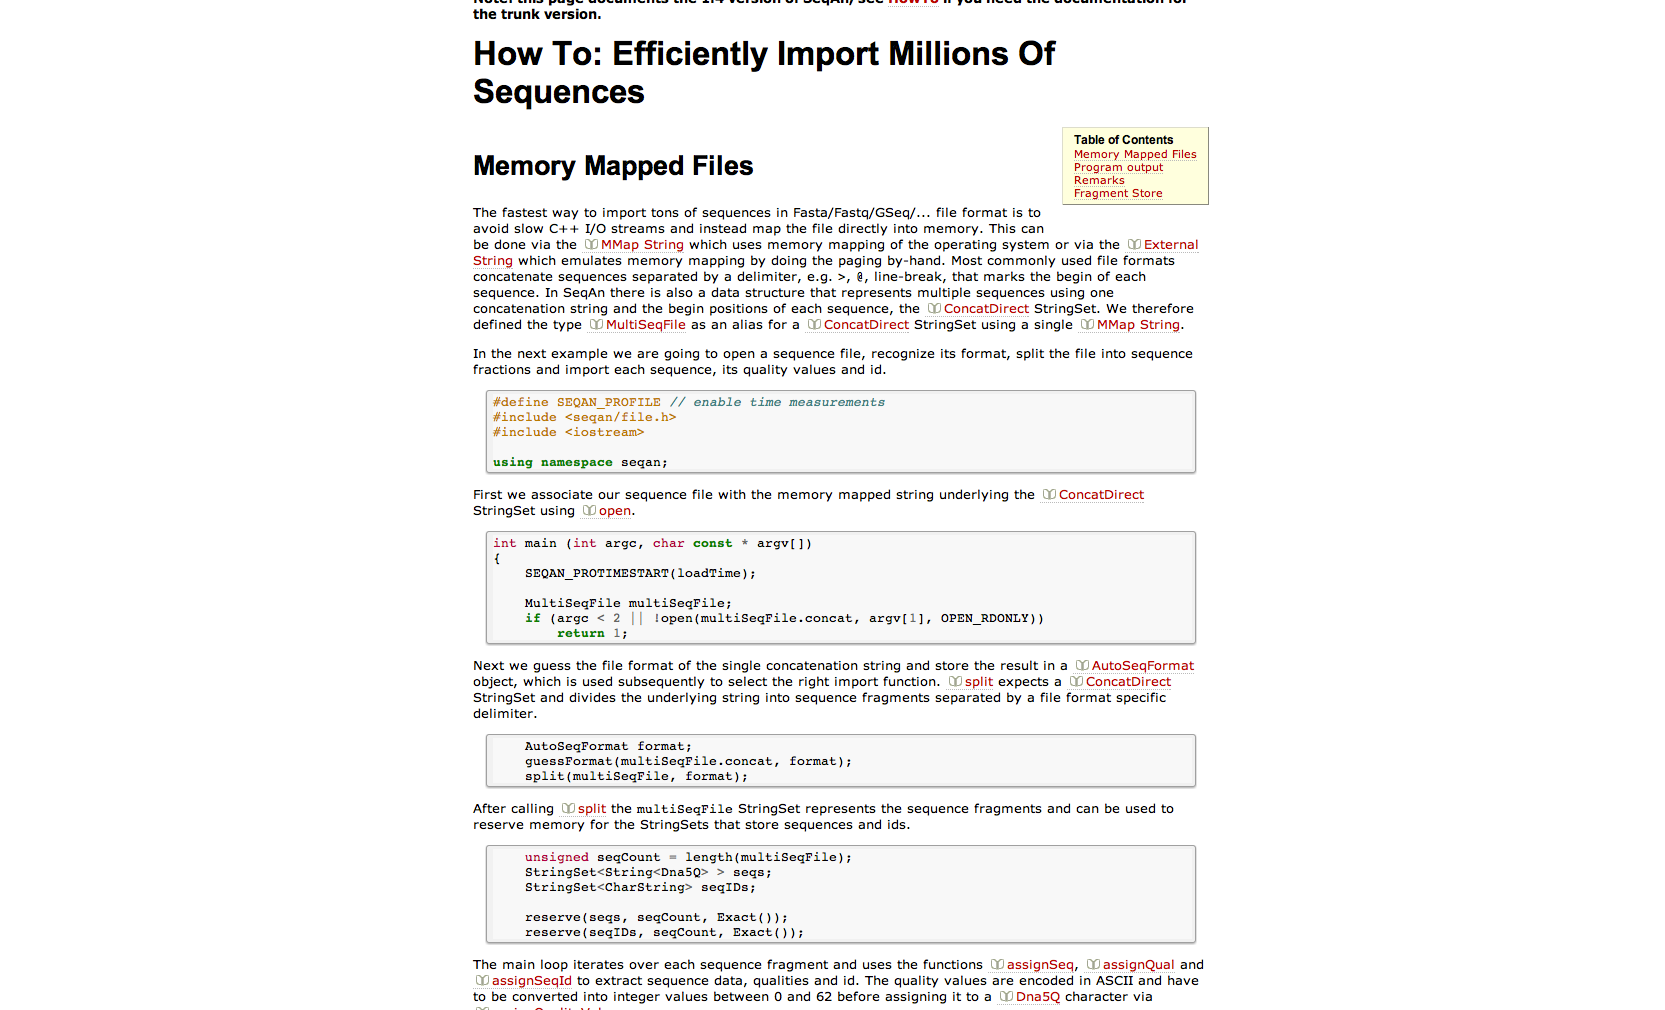 Note: this page documents the 1.4 version of SeqAn, see HowTo if you need the documentation for
the trunk version.
How To: Efficiently Import Millions Of
Sequences
Table of Contents
Memory Mapped Files
Program output
Remarks
Fragment Store
Memory Mapped Files
The fastest way to import tons of sequences in Fasta/Fastq/GSeq/... file format is to
avoid slow C++ I/O streams and instead map the file directly into memory. This can
be done via the MMap String which uses memory mapping of the operating system or via the External
String which emulates memory mapping by doing the paging by-hand. Most commonly used file formats
concatenate sequences separated by a delimiter, e.g. >, @, line-break, that marks the begin of each
sequence. In SeqAn there is also a data structure that represents multiple sequences using one
concatenation string and the begin positions of each sequence, the ConcatDirect StringSet. We therefore
defined the type MultiSeqFile as an alias for a ConcatDirect StringSet using a single MMap String.
In the next example we are going to open a sequence file, recognize its format, split the file into sequence
fractions and import each sequence, its quality values and id.
#define SEQAN_PROFILE // enable time measurements
#include <seqan/file.h>
#include <iostream>
using namespace seqan;
First we associate our sequence file with the memory mapped string underlying the ConcatDirect
StringSet using open.
int main (int argc, char const * argv[])
{
SEQAN_PROTIMESTART(loadTime);
MultiSeqFile multiSeqFile;
if (argc < 2 || !open(multiSeqFile.concat, argv[1], OPEN_RDONLY))
return 1;
Next we guess the file format of the single concatenation string and store the result in a AutoSeqFormat
object, which is used subsequently to select the right import function. split expects a ConcatDirect
StringSet and divides the underlying string into sequence fragments separated by a file format specific
delimiter.
AutoSeqFormat format;
guessFormat(multiSeqFile.concat, format);
split(multiSeqFile, format);
After calling split the multiSeqFile StringSet represents the sequence fragments and can be used to
reserve memory for the StringSets that store sequences and ids.
unsigned seqCount = length(multiSeqFile);
StringSet<String<Dna5Q> > seqs;
StringSet<CharString> seqIDs;
reserve(seqs, seqCount, Exact());
reserve(seqIDs, seqCount, Exact());
The main loop iterates over each sequence fragment and uses the functions assignSeq, assignQual and
assignSeqId to extract sequence data, qualities and id. The quality values are encoded in ASCII and have
to be converted into integer values between 0 and 62 before assigning it to a Dna5Q character via